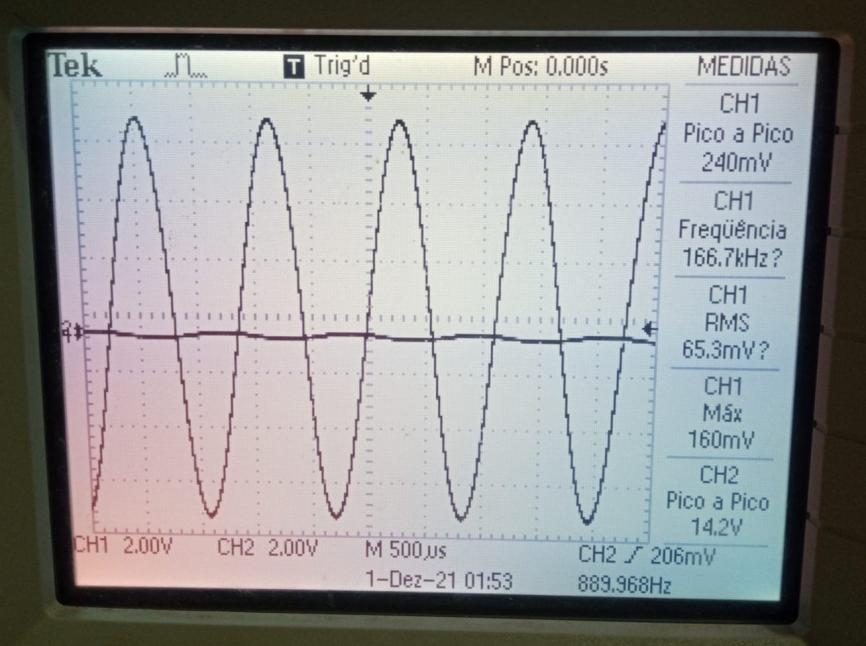 Tek
T Trig'd
M Pos: 0.000s
MEDIDAS
CH1
Pico a Pico
240mV
CH1
Freqüência
166.7kHz?
CH1
RMS
65.3mV?
CH1
Máx
160mV
CH2
Pico a Pico
14.2V
CH1 2.00V
CH2 2.00V
M 500µs
CH2 206mV
1-Dez-21 01:53
889.968Hz